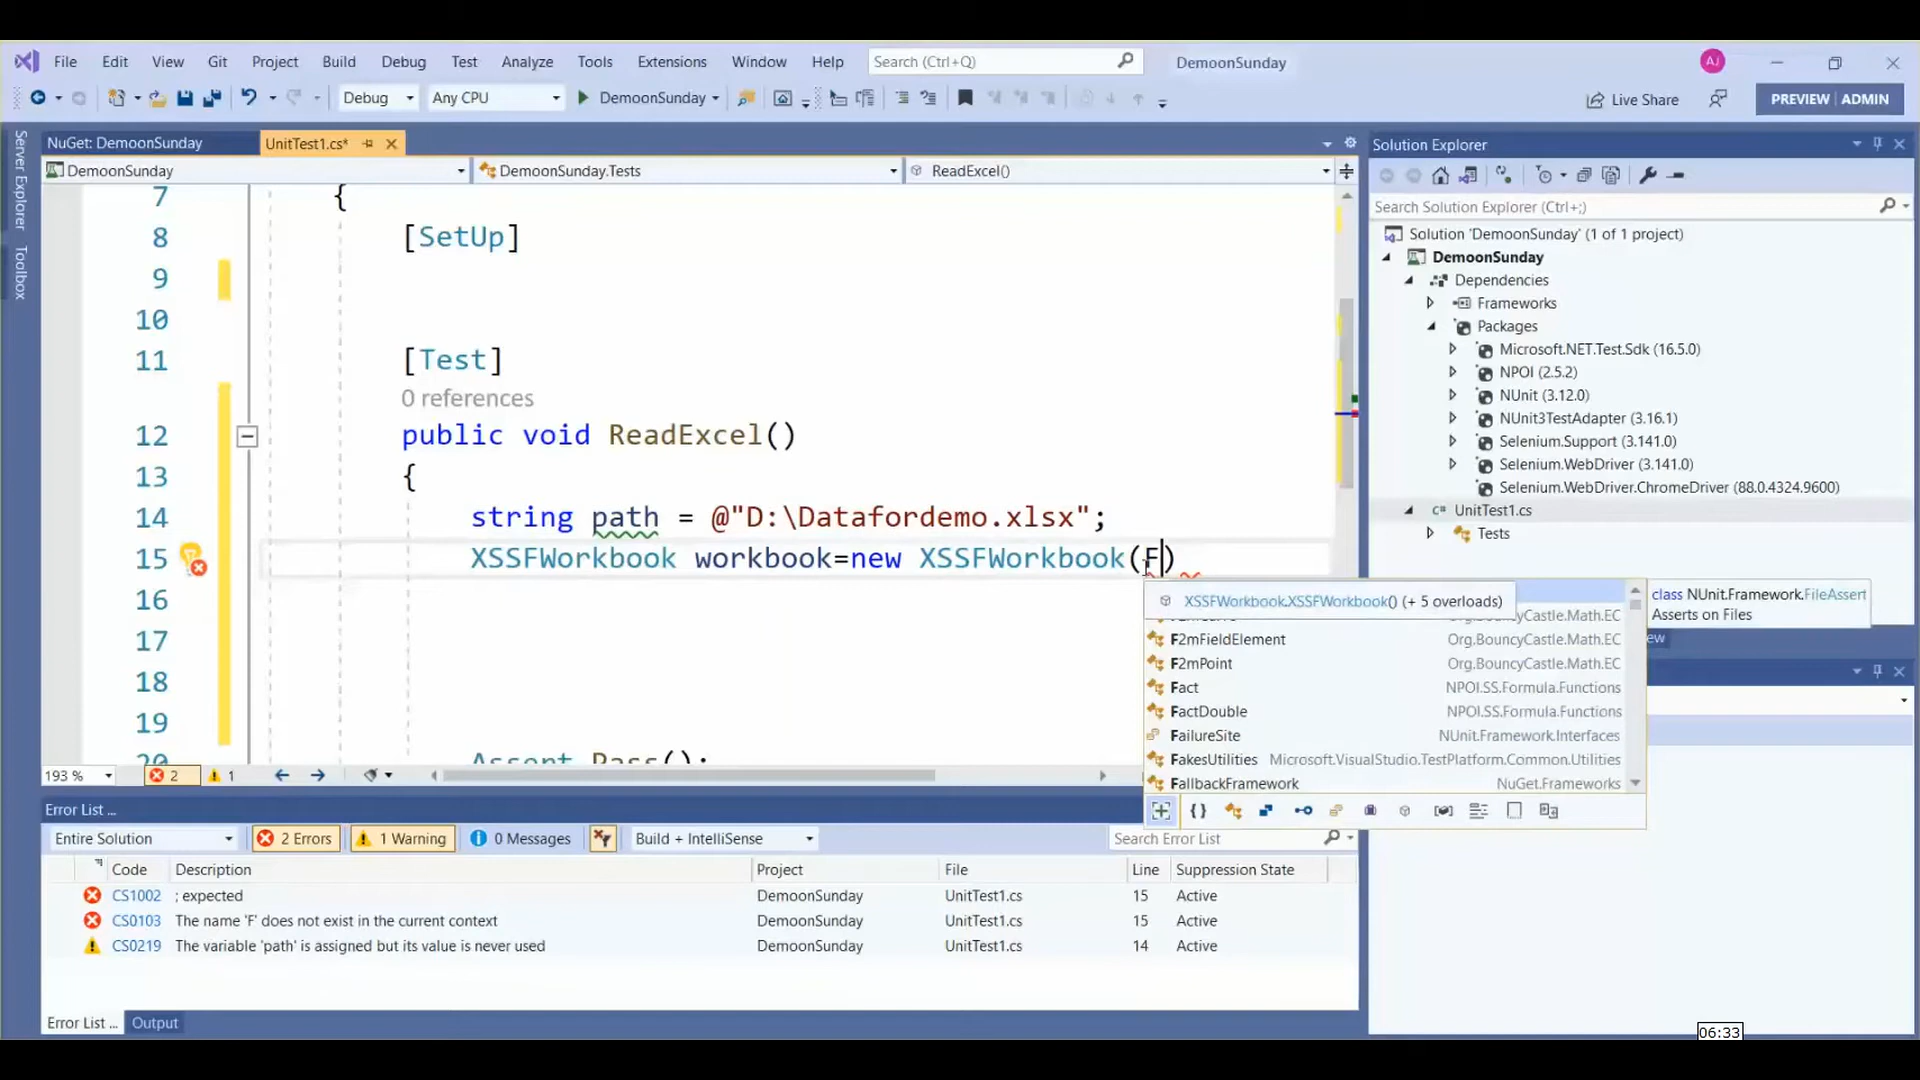 File Edit View Git Project Build Debug Test Analyze Tools Extensions Window Help Search (Ctrl+Q) DemoonSunday AJ
Debug Any CPU DemoonSunday Live Share PREVIEW ADMIN
Server Explorer
Toolbox
NuGet: DemoonSunday UnitTest1.cs*
DemoonSunday DemoonSunday.Tests ReadExcel()
7 {
8 [SetUp]
9
10
11 [Test]
0 references
12 public void ReadExcel()
13 {
14 string path = @"D:\Datafordemo.xlsx";
15 XSSFWorkbook workbook=new XSSFWorkbook(F)
16
17
18
19
20 Assert.Pass();
XSSFWorkbook.XSSFWorkbook() (+ 5 overloads)
Org.BouncyCastle.Math.EC
F2mFieldElement Org.BouncyCastle.Math.EC
F2mPoint Org.BouncyCastle.Math.EC
Fact NPOI.SS.Formula.Functions
FactDouble NPOI.SS.Formula.Functions
FailureSite NUnit.Framework.Interfaces
FakesUtilities Microsoft.VisualStudio.TestPlatform.Common.Utilities
FallbackFramework NuGet.Frameworks
class NUnit.Framework.FileAssert
Asserts on Files
193 % 2 1
Solution Explorer
Search Solution Explorer (Ctrl+;)
Solution 'DemoonSunday' (1 of 1 project)
DemoonSunday
Dependencies
Frameworks
Packages
Microsoft.NET.Test.Sdk (16.5.0)
NPOI (2.5.2)
NUnit (3.12.0)
NUnit3TestAdapter (3.16.1)
Selenium.Support (3.141.0)
Selenium.WebDriver (3.141.0)
Selenium.WebDriver.ChromeDriver (88.0.4324.9600)
UnitTest1.cs
Tests
Error List ...
Entire Solution 2 Errors 1 Warning 0 Messages Build + IntelliSense Search Error List
Code Description Project File Line Suppression State
CS1002 ; expected DemoonSunday UnitTest1.cs 15 Active
CS0103 The name 'F' does not exist in the current context DemoonSunday UnitTest1.cs 15 Active
CS0219 The variable 'path' is assigned but its value is never used DemoonSunday UnitTest1.cs 14 Active
Error List ... Output
06:33